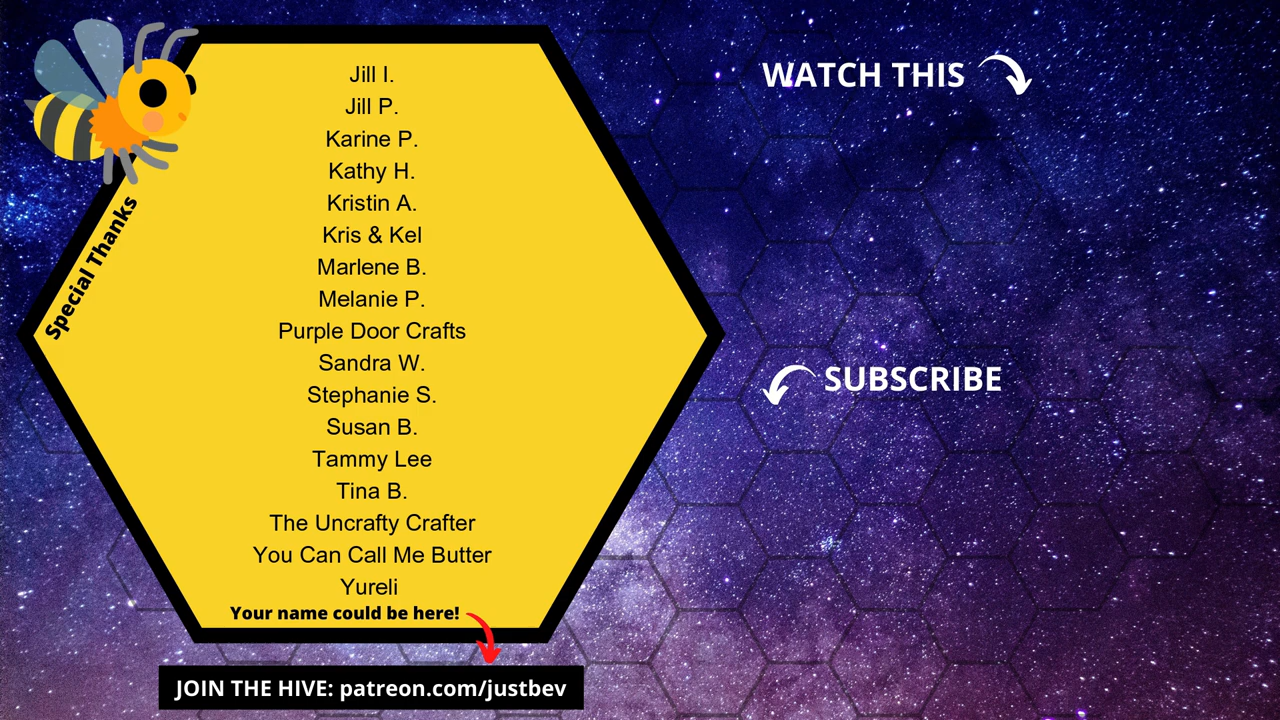 Special Thanks
Jill I.
Jill P.
Karine P.
Kathy H.
Kristin A.
Kris & Kel
Marlene B.
Melanie P.
Purple Door Crafts
Sandra W.
Stephanie S.
Susan B.
Tammy Lee
Tina B.
The Uncrafty Crafter
You Can Call Me Butter
Yureli
Your name could be here!
JOIN THE HIVE: patreon.com/justbev
WATCH THIS
SUBSCRIBE